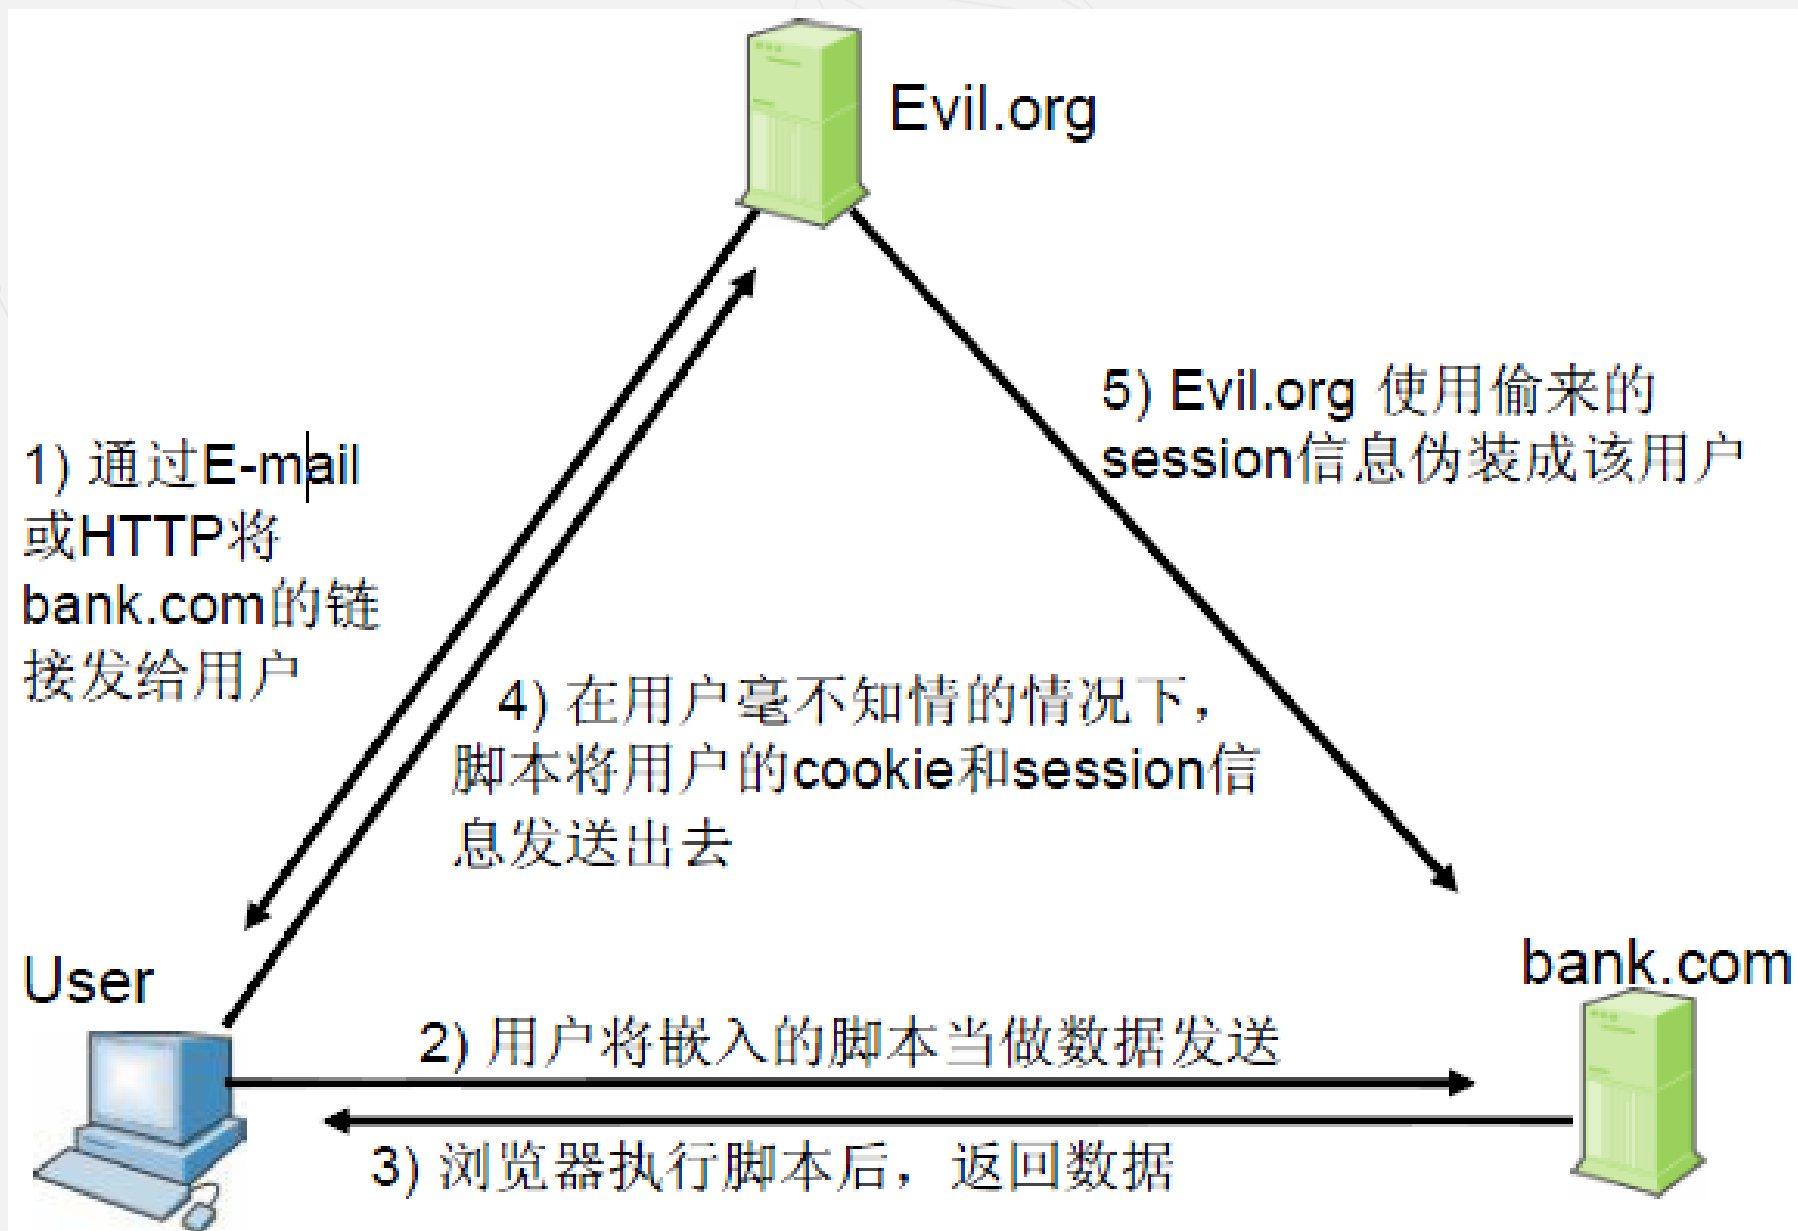 Evil.org
5) Evil.org 使用偷来的
session信息伪装成该用户
1) 通过E-mail
或HTTP将
bank.com的链
接发给用户
4) 在用户毫不知情的情况下，
脚本将用户的cookie和session信
息发送出去
User
bank.com
2) 用户将嵌入的脚本当做数据发送
3) 浏览器执行脚本后，返回数据